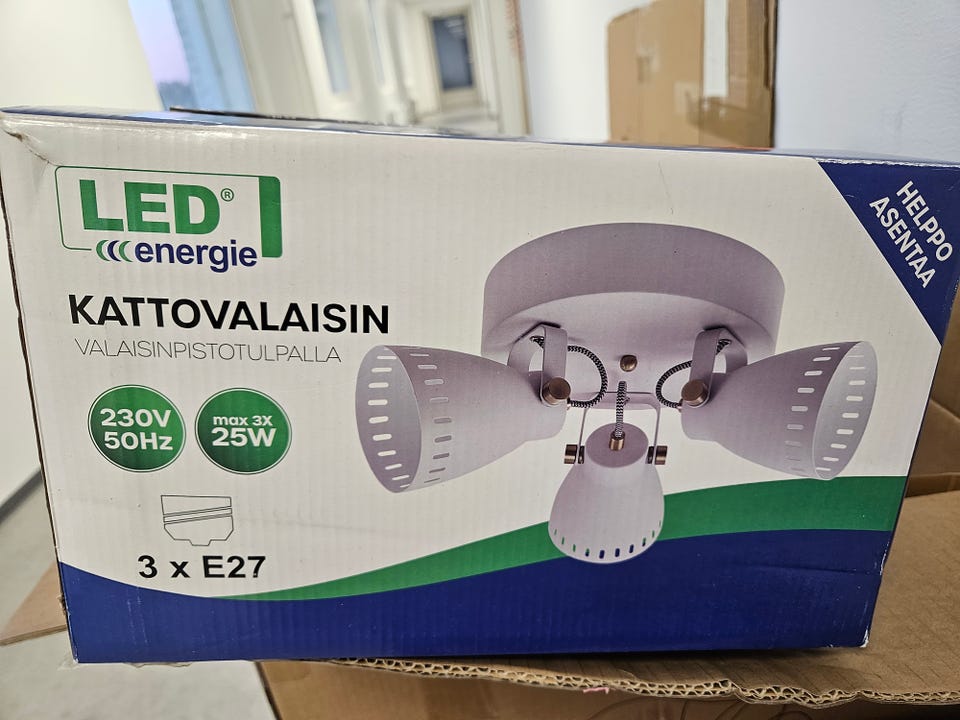 LED®
energie
KATTOVALAISIN
VALAISINPISTOTULPALLA
230V
50Hz
max 3X
25W
3 x E27
HELPPO
ASENTAA